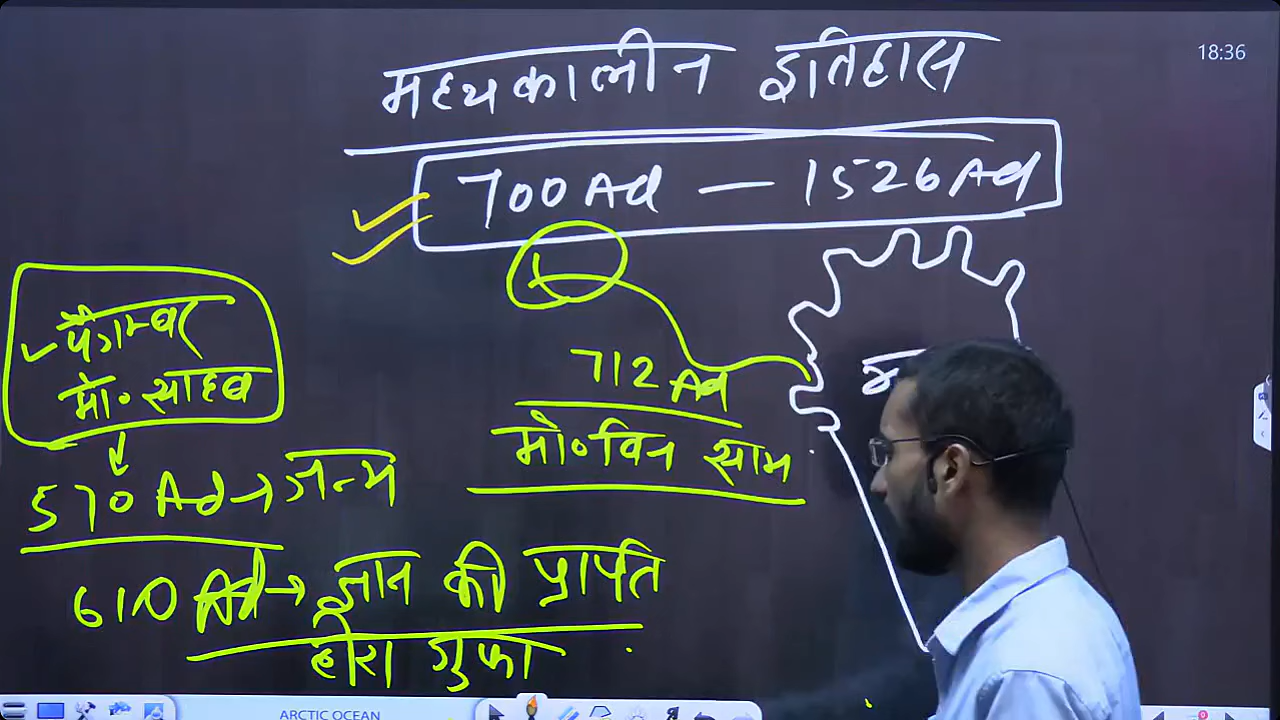 18:36
मध्यकालीन इतिहास
700 AD – 1526 AD
पैगम्बर
मो० साहब
570 AD → जन्म
610 AD → ज्ञान की प्राप्ति
हीरा गुफा
712 AD
मो० विन साम
ARCTIC OCEAN